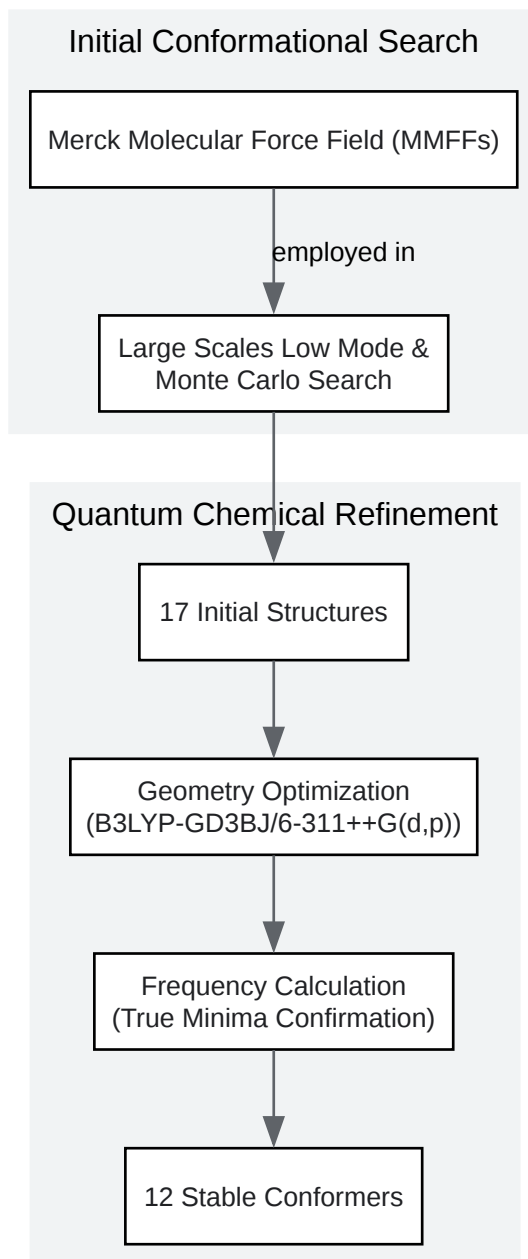 Initial Conformational Search
Merck Molecular Force Field (MMFFs)
employed in
Large Scales Low Mode &
Monte Carlo Search
Quantum Chemical Refinement
17 Initial Structures
Geometry Optimization
(B3LYP-GD3BJ/6-311++G(d,p))
Frequency Calculation
(True Minima Confirmation)
12 Stable Conformers